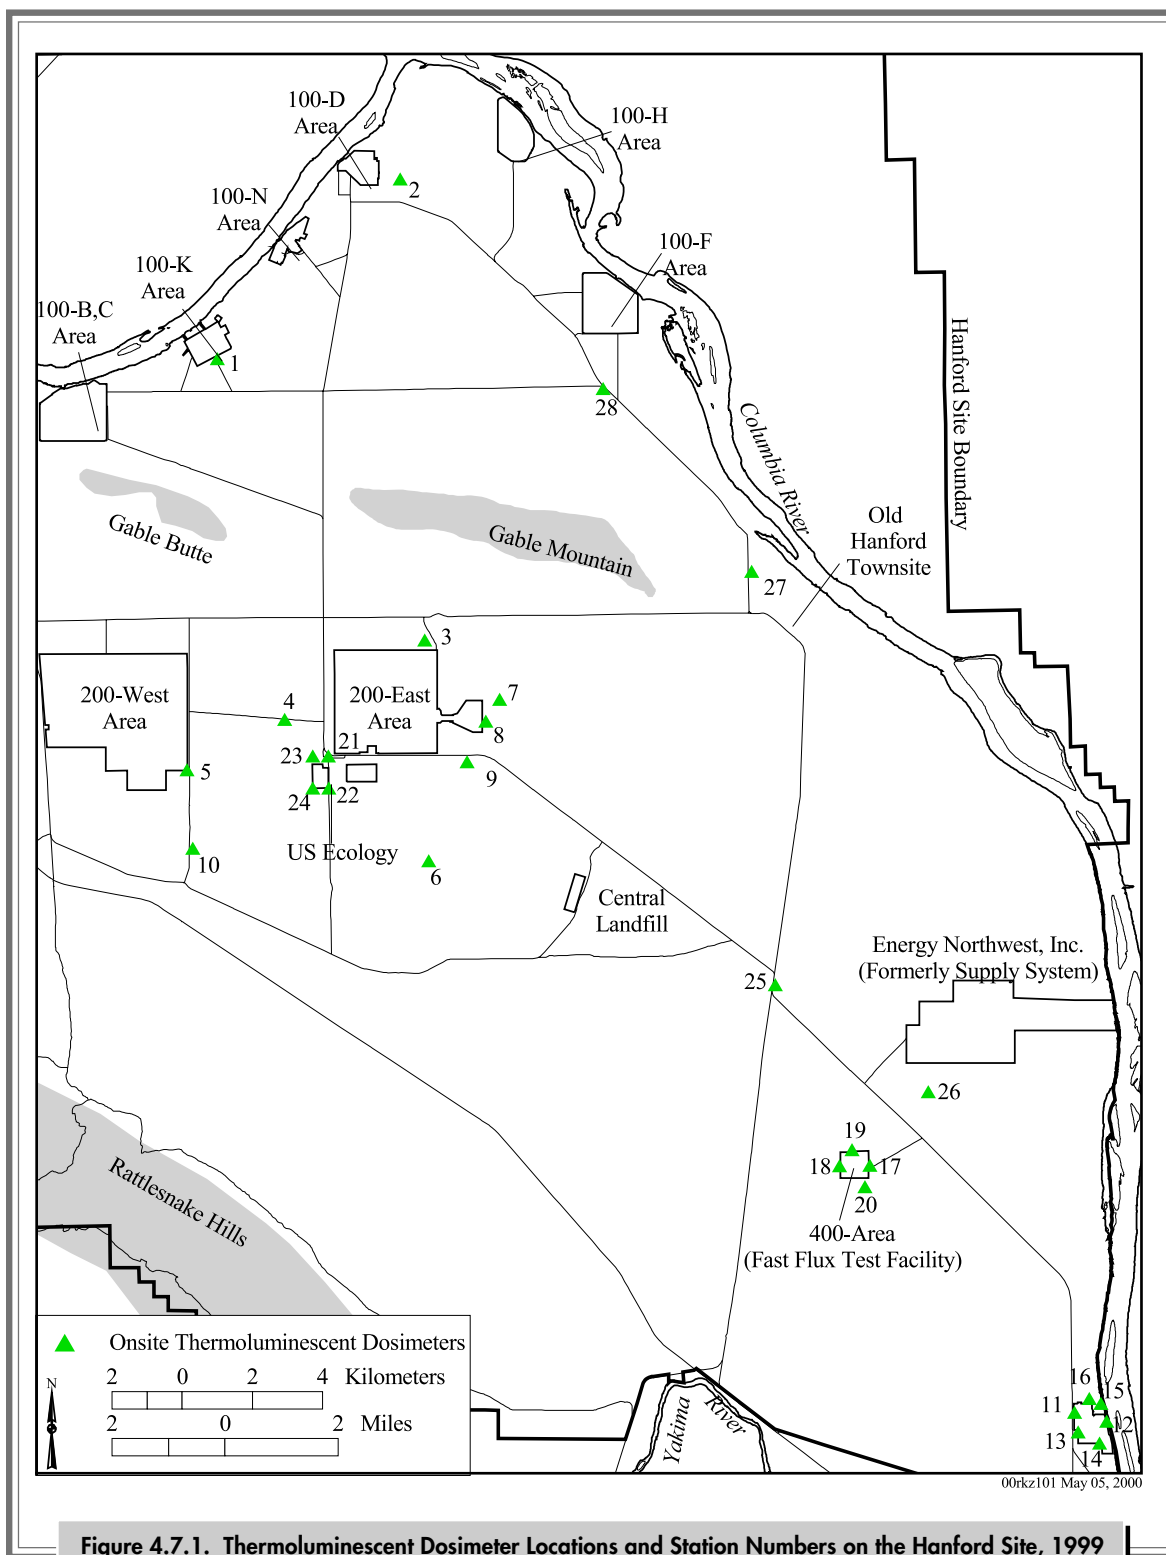 100-D
Area
100-H
Area
2
100-N
Area
100-F
Area
100-K
Area
100-B,C
Area
1
28
Hanford Site Boundary
Columbia River
Gable Butte
Gable Mountain
Old
Hanford
Townsite
27
3
200-West
Area
4
200-East
Area
7
8
23
21
5
9
24
22
10
US Ecology
6
Central
Landfill
Energy Northwest, Inc.
(Formerly Supply System)
25
26
19
18
17
20
400-Area
(Fast Flux Test Facility)
Rattlesnake Hills
Onsite Thermoluminescent Dosimeters
2 0 2 4 Kilometers
N
2 0 2 Miles
Yakima River
16
15
11
12
13
14
00rkz101 May 05, 2000
Figure 4.7.1. Thermoluminescent Dosimeter Locations and Station Numbers on the Hanford Site, 1999